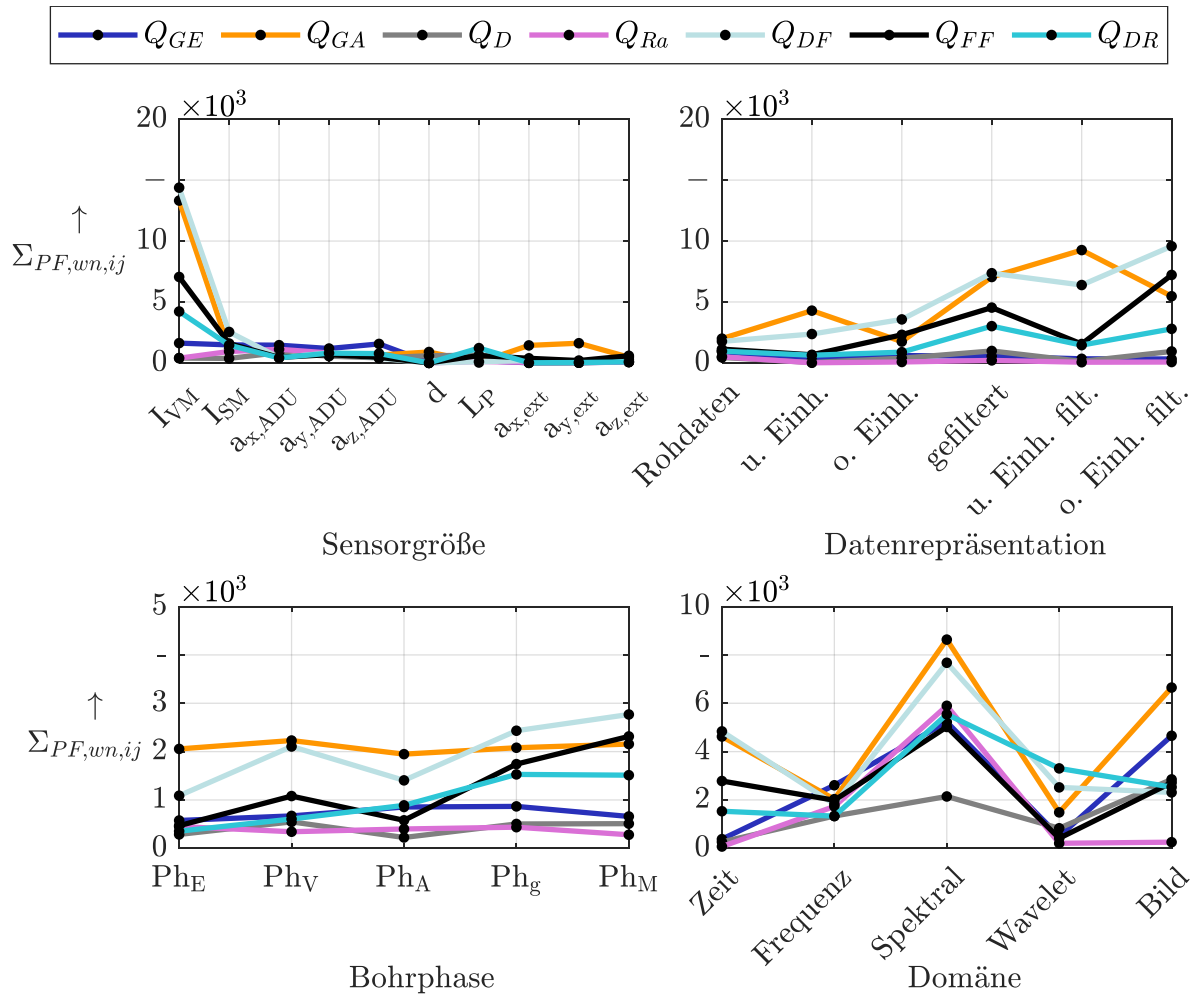 Q_GE Q_GA Q_D Q_Ra Q_DF Q_FF Q_DR
×10³
20
–
10
5
0
↑
Σ_PF,wn,ij
I_VM I_SM a_x,ADU a_y,ADU a_z,ADU d L_P a_x,ext a_y,ext a_z,ext
Sensorgröße
×10³
20
–
10
5
0
Rohdaten u. Einh. o. Einh. gefiltert u. Einh. filt. o. Einh. filt.
Datenrepräsentation
×10³
5
-
3
2
1
0
↑
Σ_PF,wn,ij
Ph_E Ph_V Ph_A Ph_g Ph_M
Bohrphase
×10³
10
-
6
4
2
0
Zeit Frequenz Spektral Wavelet Bild
Domäne